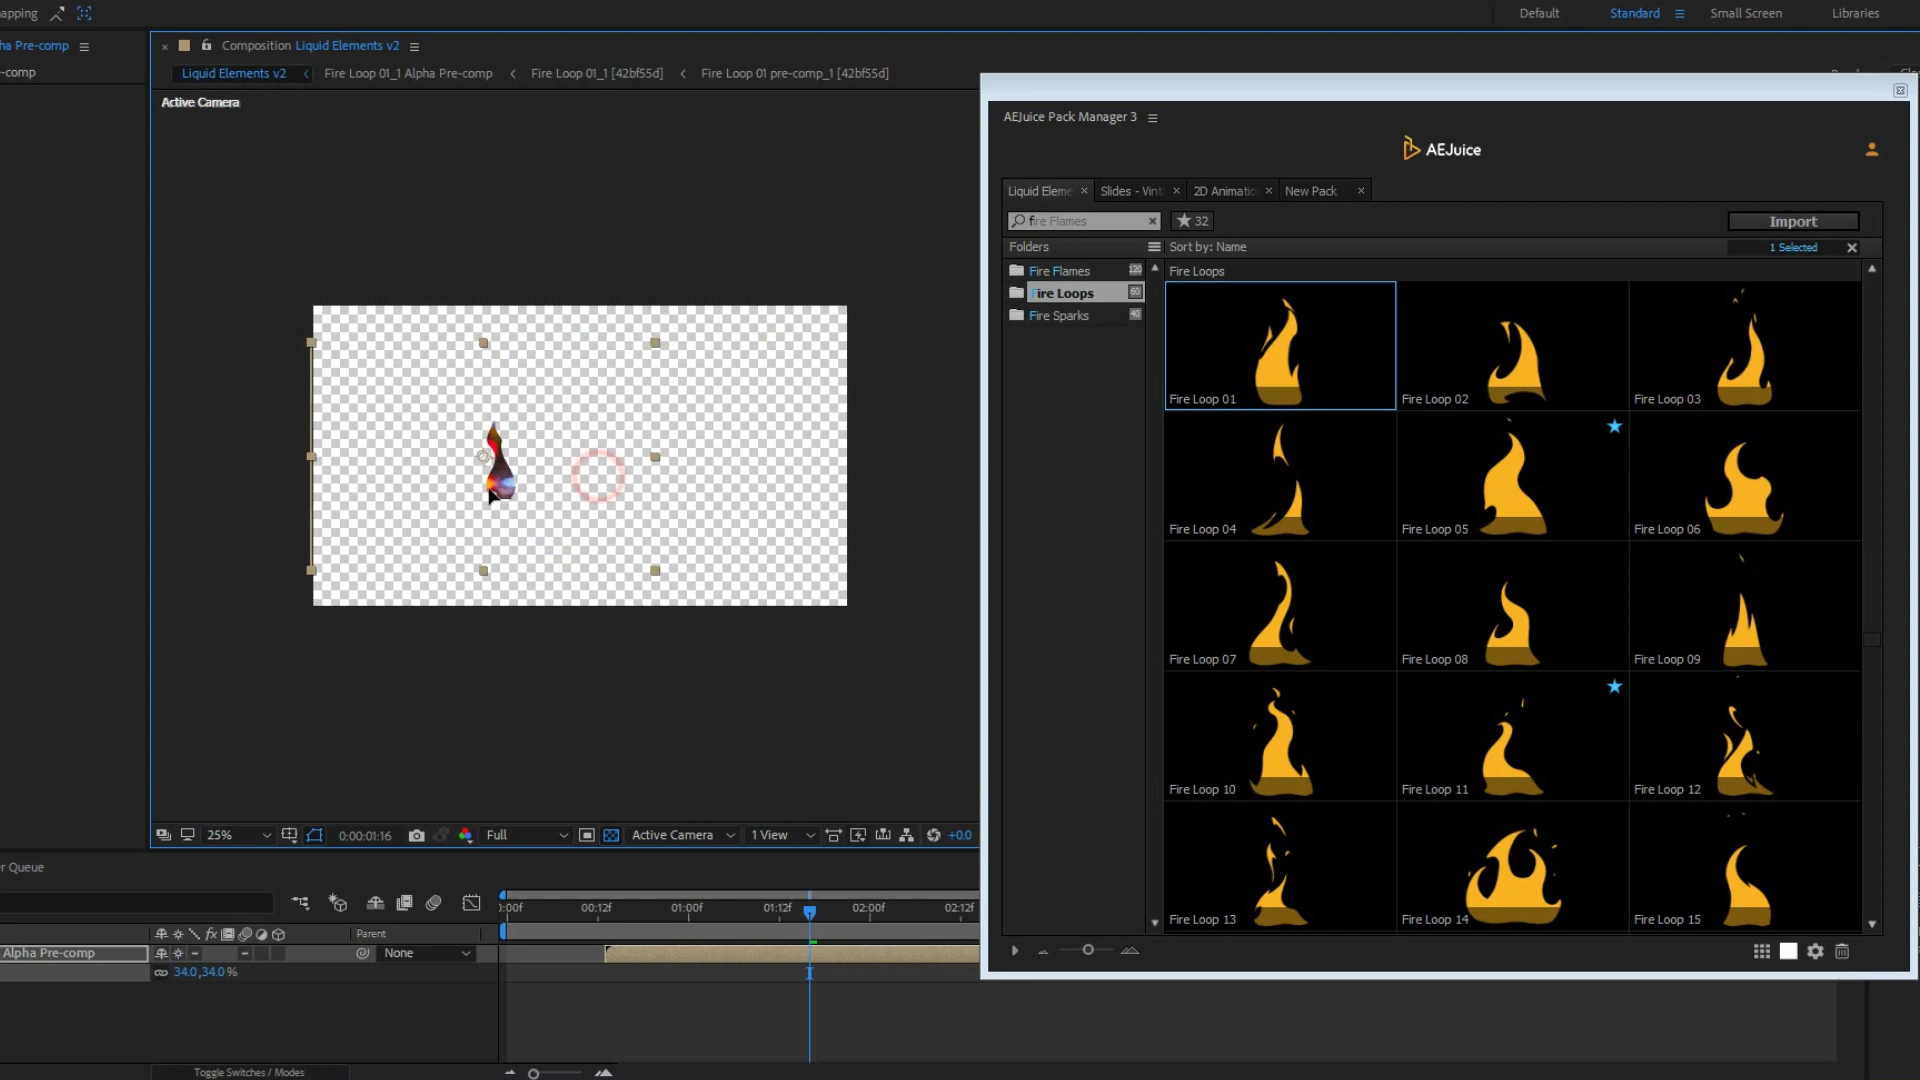 apping
Default
Standard
Small Screen
Libraries
ha Pre-comp
-comp
Composition Liquid Elements v2
Liquid Elements v2
Fire Loop 01_1 Alpha Pre-comp
Fire Loop 01_1 [42bf55d]
Fire Loop 01 pre-comp_1 [42bf55d]
Active Camera
AEJuice Pack Manager 3
AEJuice
Liquid Eleme
Slides - Vint
2D Animatio
New Pack
fire Flames
32
Import
Folders
Sort by: Name
1 Selected
Fire Flames 120
Fire Loops 60
Fire Sparks 40
Fire Loops
Fire Loop 01
Fire Loop 02
Fire Loop 03
Fire Loop 04
Fire Loop 05
Fire Loop 06
Fire Loop 07
Fire Loop 08
Fire Loop 09
Fire Loop 10
Fire Loop 11
Fire Loop 12
Fire Loop 13
Fire Loop 14
Fire Loop 15
25%
0:00:01:16
Full
Active Camera
1 View
+0.0
r Queue
):00f
00:12f
01:00f
01:12f
02:00f
02:12f
fx
Parent
Alpha Pre-comp
None
34.0,34.0 %
Toggle Switches / Modes